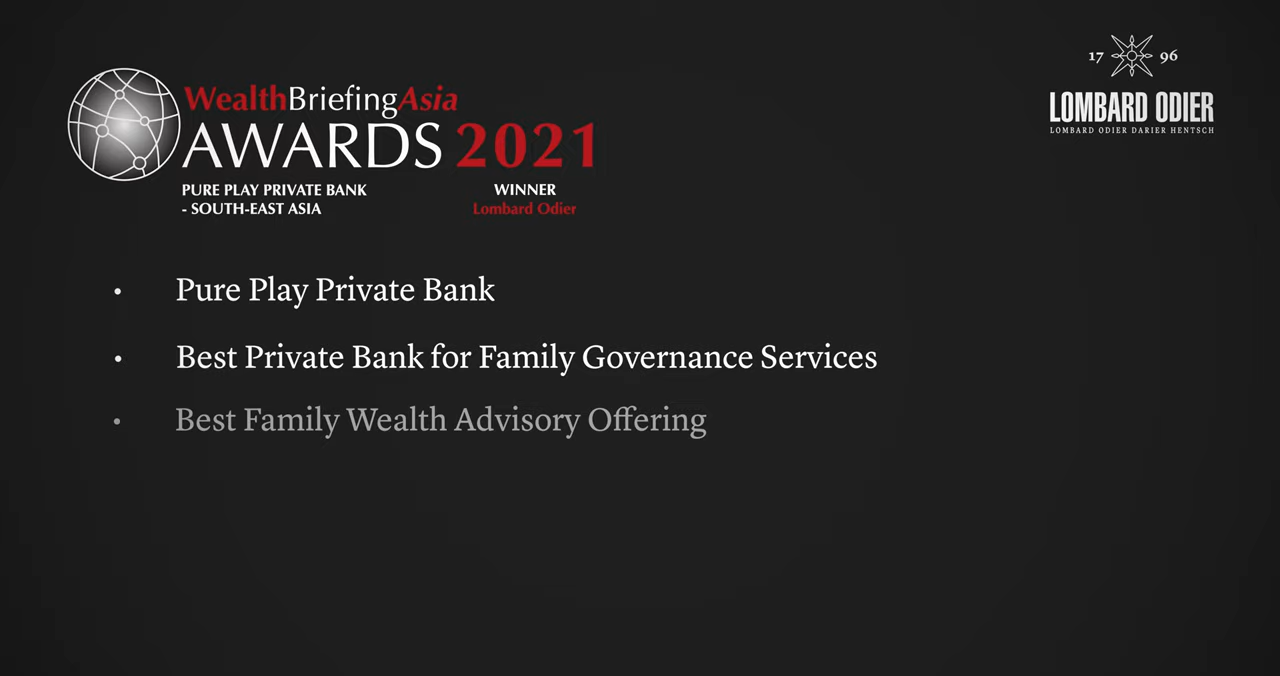 WealthBriefingAsia
AWARDS 2021
PURE PLAY PRIVATE BANK
- SOUTH-EAST ASIA
WINNER
Lombard Odier
17 96
LOMBARD ODIER
LOMBARD ODIER DARIER HENTSCH
• Pure Play Private Bank
• Best Private Bank for Family Governance Services
• Best Family Wealth Advisory Offering